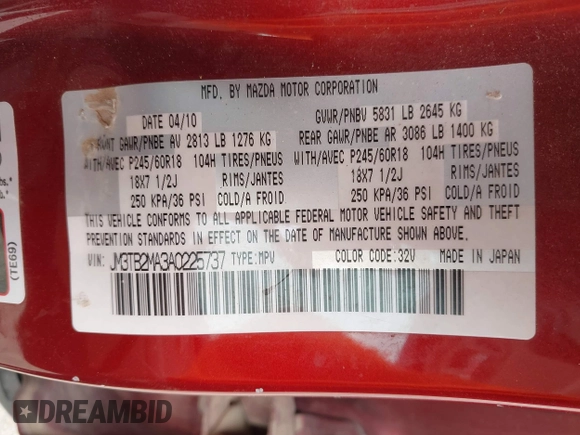 MFD. BY MAZDA MOTOR CORPORATION
DATE 04/10
GVWR/PNBV 5831 LB 2645 KG
GAWR/PNBE AV 2813 LB 1276 KG
REAR GAWR/PNBE AR 3086 LB 1400 KG
WITH/AVEC P245/60R18 104H TIRES/PNEUS
WITH/AVEC P245/60R18 104H TIRES/PNEUS
18X7 1/2J RIMS/JANTES
18X7 1/2J RIMS/JANTES
250 KPA/36 PSI COLD/A FROID
250 KPA/36 PSI COLD/A FROID
THIS VEHICLE CONFORMS TO ALL APPLICABLE FEDERAL MOTOR VEHICLE SAFETY AND THEFT
PREVENTION STANDARDS IN EFFECT ON THE DATE OF MANUFACTURE SHOWN ABOVE.
VIN: JM3TB2MA3A0225737 TYPE:MPV COLOR CODE:32V MADE IN JAPAN
(TE69)
DREAMBID